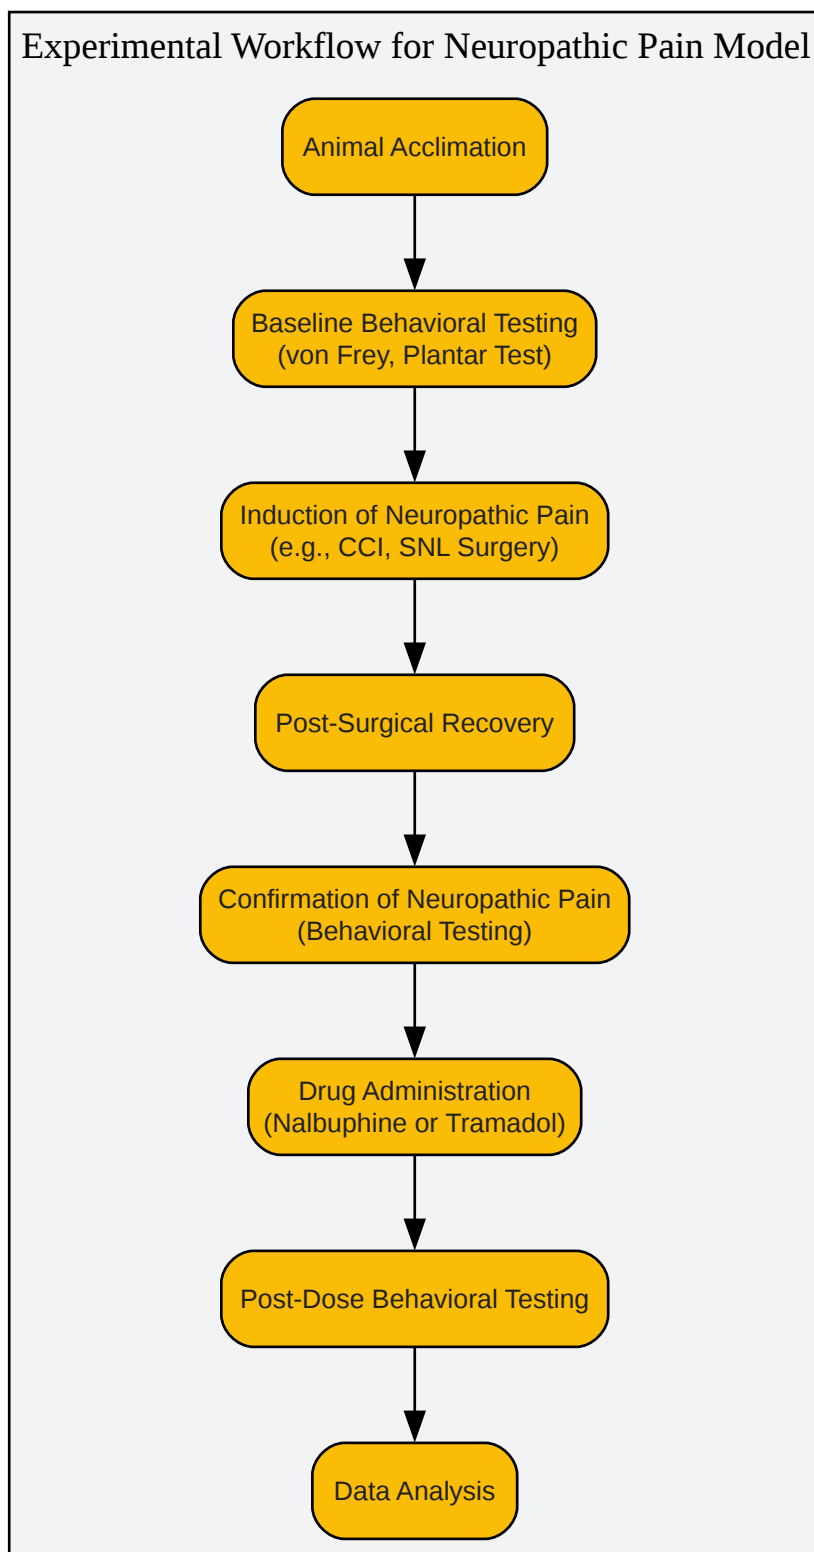 Experimental Workflow for Neuropathic Pain Model
Animal Acclimation
Baseline Behavioral Testing
(von Frey, Plantar Test)
Induction of Neuropathic Pain
(e.g., CCI, SNL Surgery)
Post-Surgical Recovery
Confirmation of Neuropathic Pain
(Behavioral Testing)
Drug Administration
(Nalbuphine or Tramadol)
Post-Dose Behavioral Testing
Data Analysis